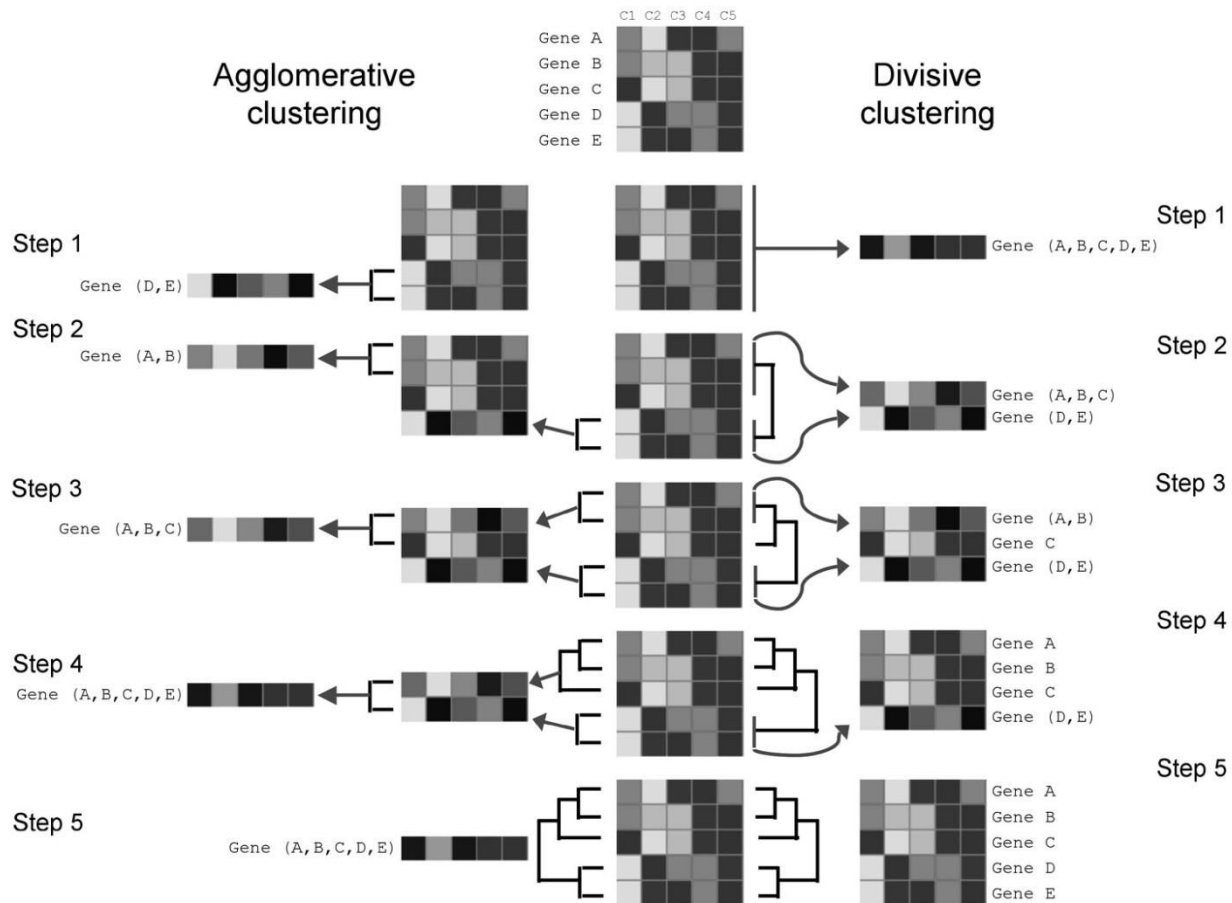 C1 C2 C3 C4 C5
Gene A
Gene B
Gene C
Gene D
Gene E
Agglomerative
clustering
Divisive
clustering
Step 1
Gene (D,E)
Step 1
Gene (A,B,C,D,E)
Step 2
Gene (A,B)
Step 2
Gene (A,B,C)
Gene (D,E)
Step 3
Gene (A,B,C)
Step 3
Gene (A,B)
Gene C
Gene (D,E)
Step 4
Gene (A,B,C,D,E)
Step 4
Gene A
Gene B
Gene C
Gene (D,E)
Step 5
Gene (A,B,C,D,E)
Step 5
Gene A
Gene B
Gene C
Gene D
Gene E